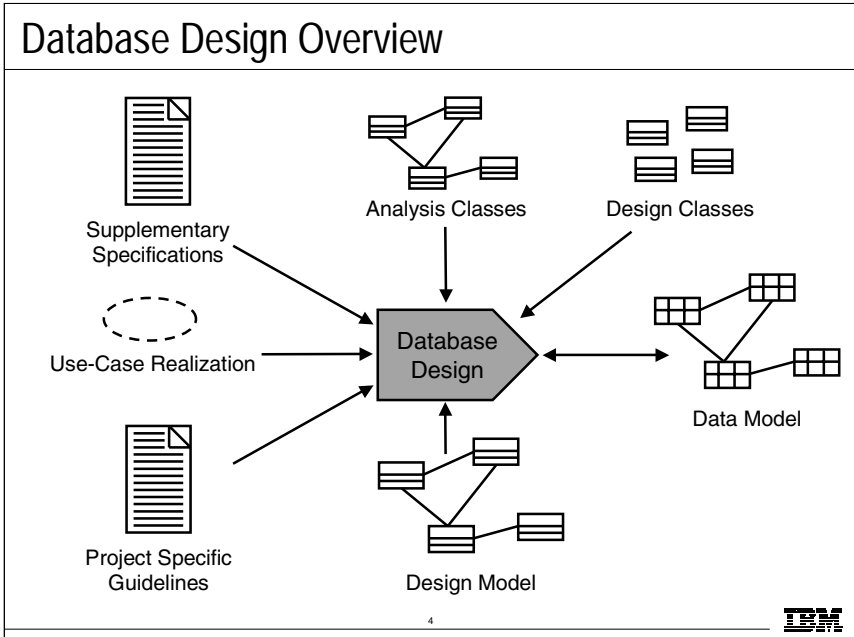 Database Design Overview
Supplementary
Specifications
Analysis Classes
Design Classes
Use-Case Realization
Database
Design
Data Model
Project Specific
Guidelines
Design Model
4
IBM